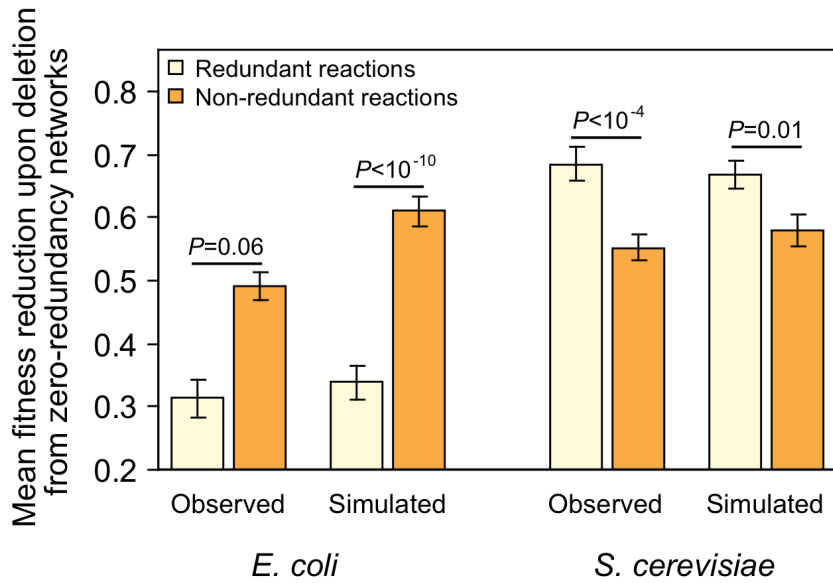 Mean fitness reduction upon deletion
from zero-redundancy networks
0.8
0.7
0.6
0.5
0.4
0.3
0.2
Redundant reactions
Non-redundant reactions
P=0.06
P<10⁻¹⁰
P<10⁻⁴
P=0.01
Observed
Simulated
Observed
Simulated
E. coli
S. cerevisiae